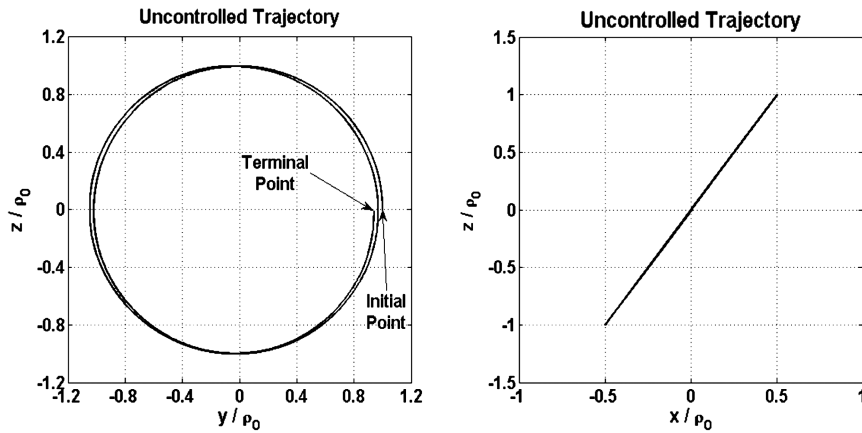 Uncontrolled Trajectory
1.2
0.8
0.4
0
-0.4
-0.8
-1.2
z / ρ0
Terminal
Point
Initial
Point
-1.2
-0.8
-0.4
0
0.4
0.8
1.2
y / ρ0
Uncontrolled Trajectory
1.5
1
0.5
0
-0.5
-1
-1.5
z / ρ0
-1
-0.5
0
0.5
1
x / ρ0